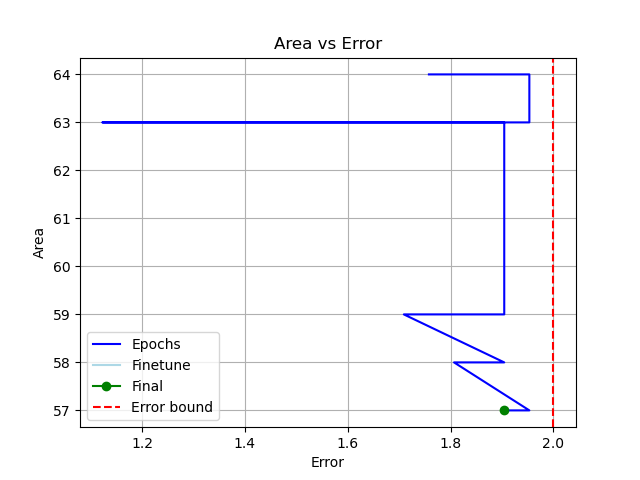 Area vs Error
Area
64
63
62
61
60
59
58
57
Epochs
Finetune
Final
Error bound
1.2 1.4 1.6 1.8 2.0
Error